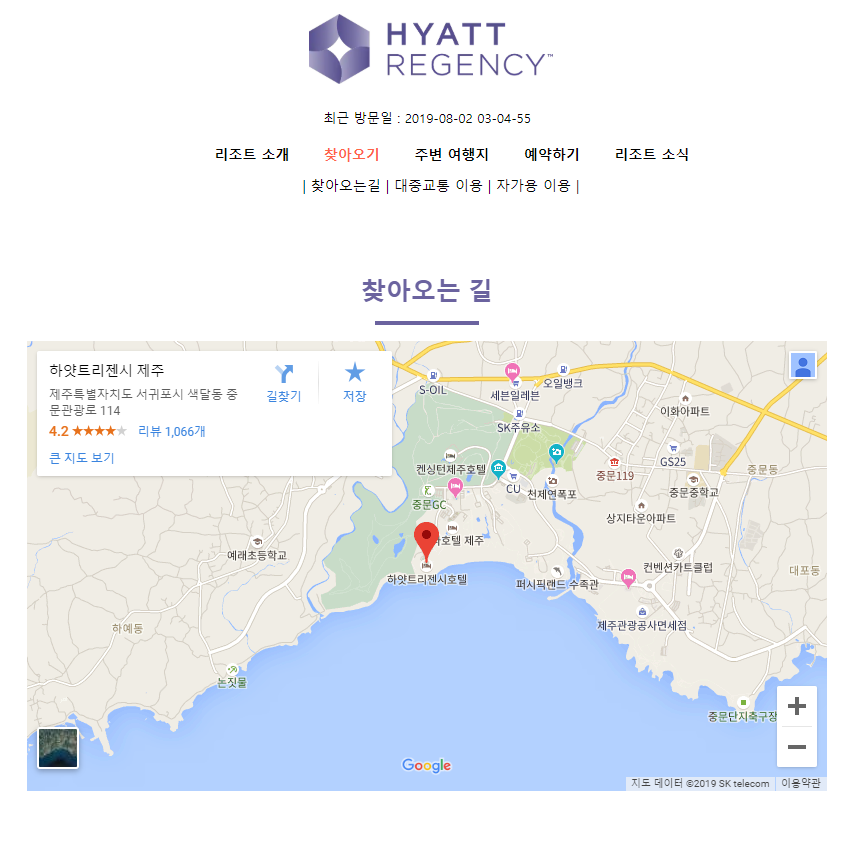 HYATT
REGENCY™
최근 방문일 : 2019-08-02 03-04-55
리조트 소개 찾아오기 주변 여행지 예약하기 리조트 소식
| 찾아오는길 | 대중교통 이용 | 자가용 이용 |
찾아오는 길
하얏트리젠시 제주
제주특별자치도 서귀포시 색달동 중
문관광로 114
4.2 리뷰 1,066개
큰 지도 보기
길찾기
저장
S-OIL
세븐일레븐
오일뱅크
이화아파트
SK주유소
켄싱턴제주호텔
CU
천제연폭포
중문119
GS25
중문동
중문중학교
중문GC
상지타운아파트
호텔 제주
예래초등학교
하얏트리젠시호텔
퍼시픽랜드 수족관
컨벤션카트클럽
대포동
하예동
제주관광공사면세점
논짓물
중문단지축구장
Google
지도 데이터 ©2019 SK telecom 이용약관